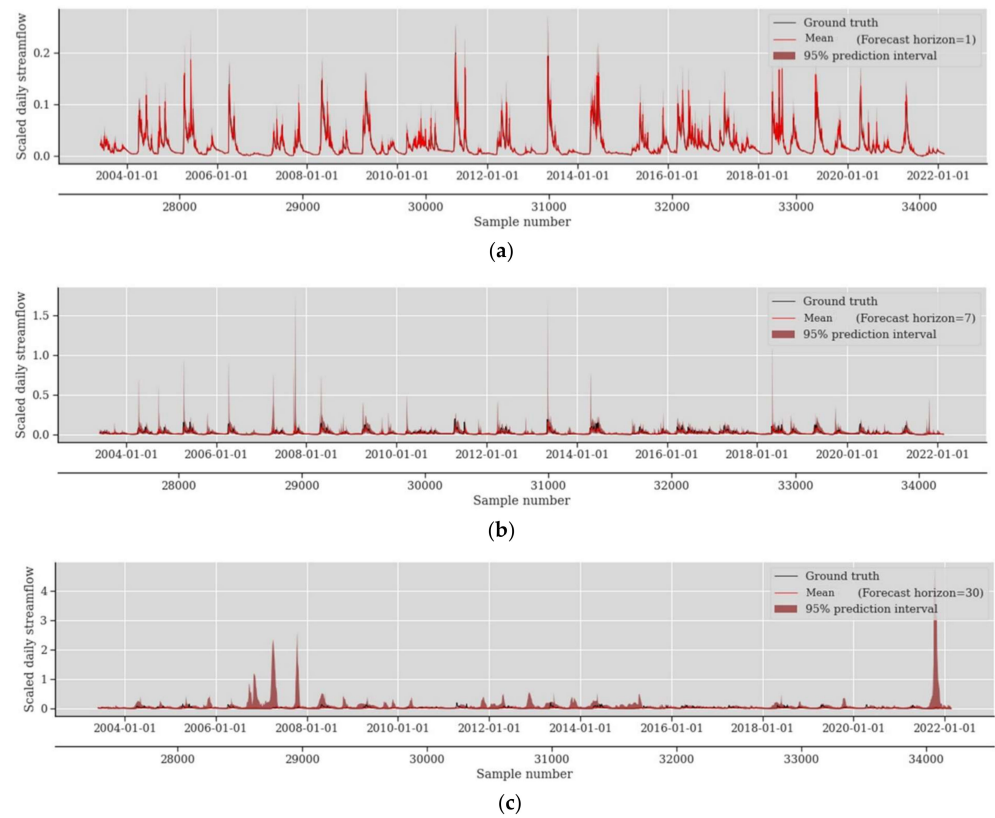 Scaled daily streamflow
0.2
0.1
0.0
Ground truth
Mean (Forecast horizon=1)
95% prediction interval
2004-01-01 2006-01-01 2008-01-01 2010-01-01 2012-01-01 2014-01-01 2016-01-01 2018-01-01 2020-01-01 2022-01-01
28000 29000 30000 31000 32000 33000 34000
Sample number
(a)
Scaled daily streamflow
1.5
1.0
0.5
0.0
Ground truth
Mean (Forecast horizon=7)
95% prediction interval
2004-01-01 2006-01-01 2008-01-01 2010-01-01 2012-01-01 2014-01-01 2016-01-01 2018-01-01 2020-01-01 2022-01-01
28000 29000 30000 31000 32000 33000 34000
Sample number
(b)
Scaled daily streamflow
4
3
2
1
0
Ground truth
Mean (Forecast horizon=30)
95% prediction interval
2004-01-01 2006-01-01 2008-01-01 2010-01-01 2012-01-01 2014-01-01 2016-01-01 2018-01-01 2020-01-01 2022-01-01
28000 29000 30000 31000 32000 33000 34000
Sample number
(c)